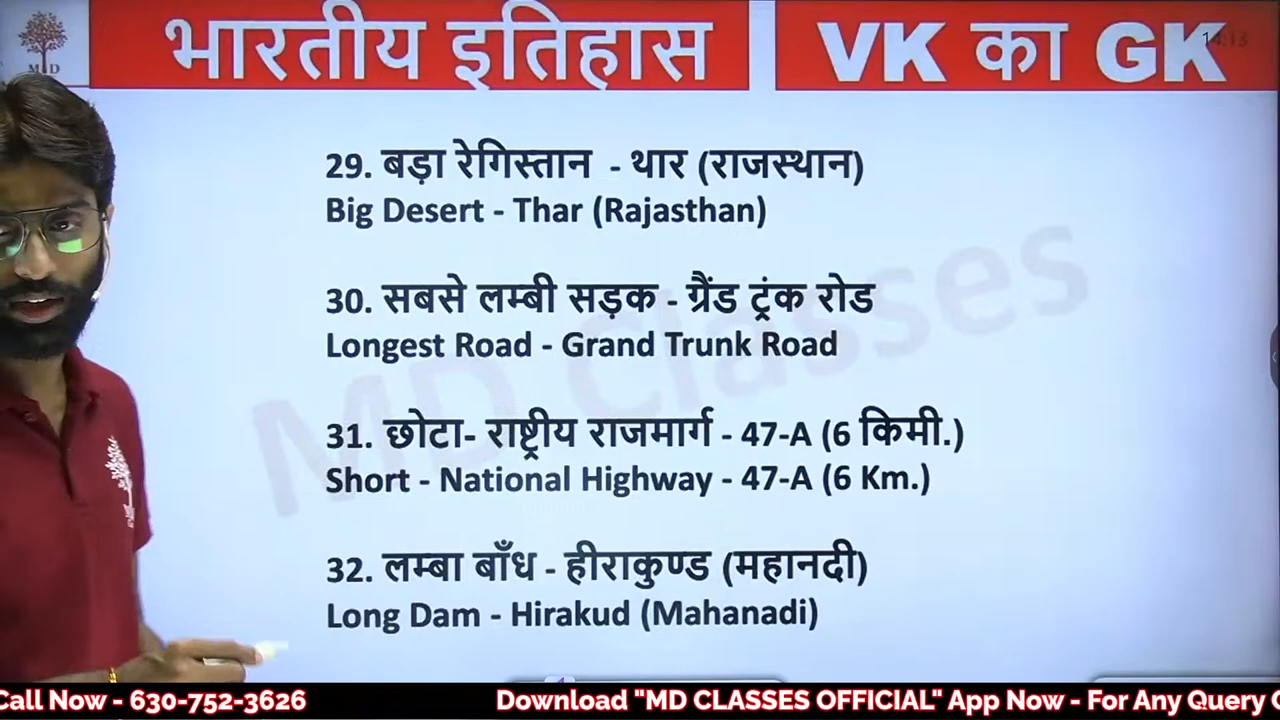 भारतीय इतिहास
VK का GK
14:13
MD
29. बड़ा रेगिस्तान - थार (राजस्थान)
Big Desert - Thar (Rajasthan)
30. सबसे लम्बी सड़क - ग्रैंड ट्रंक रोड
Longest Road - Grand Trunk Road
31. छोटा- राष्ट्रीय राजमार्ग - 47-A (6 किमी.)
Short - National Highway - 47-A (6 Km.)
32. लम्बा बाँध - हीराकुण्ड (महानदी)
Long Dam - Hirakud (Mahanadi)
MD Classes
Call Now - 630-752-3626
Download "MD CLASSES OFFICIAL" App Now - For Any Query C